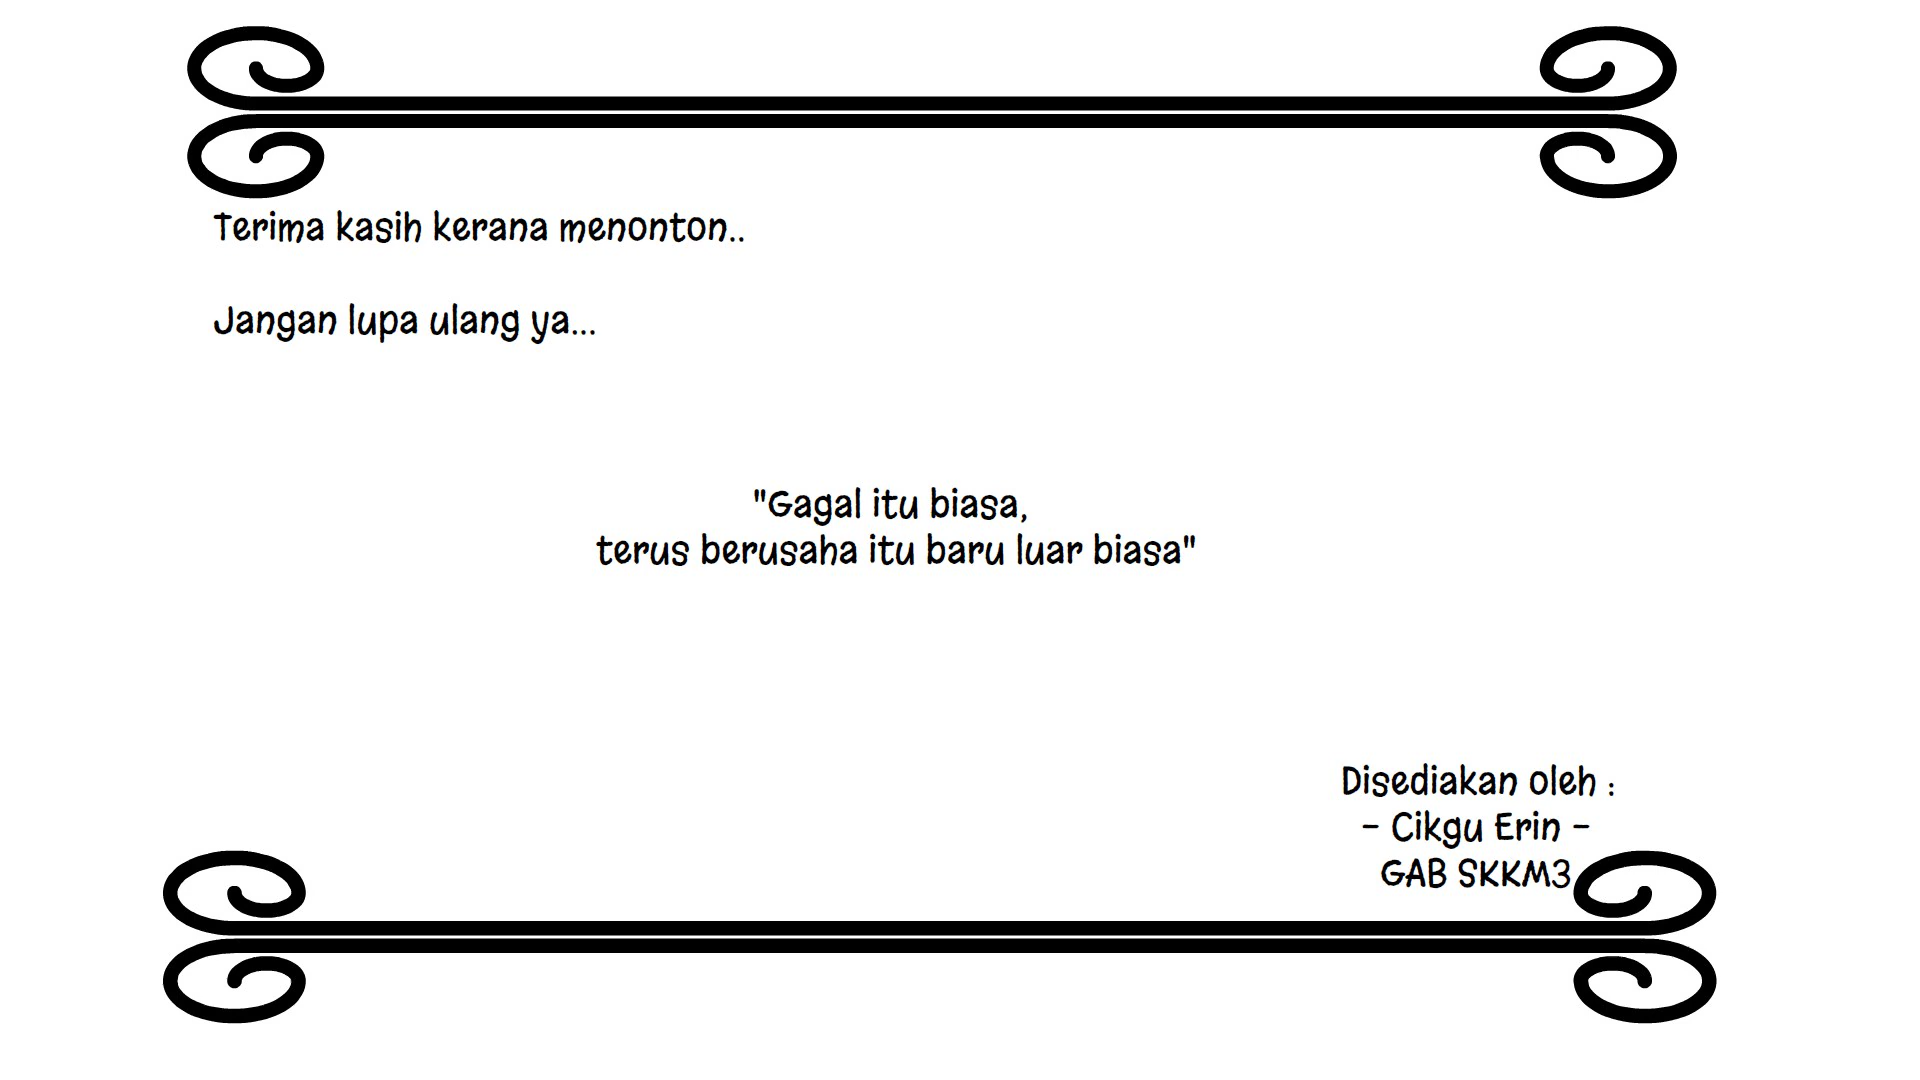 Terima kasih kerana menonton..
Jangan lupa ulang ya...
"Gagal itu biasa,
terus berusaha itu baru luar biasa"
Disediakan oleh :
- Cikgu Erin -
GAB SKKM3